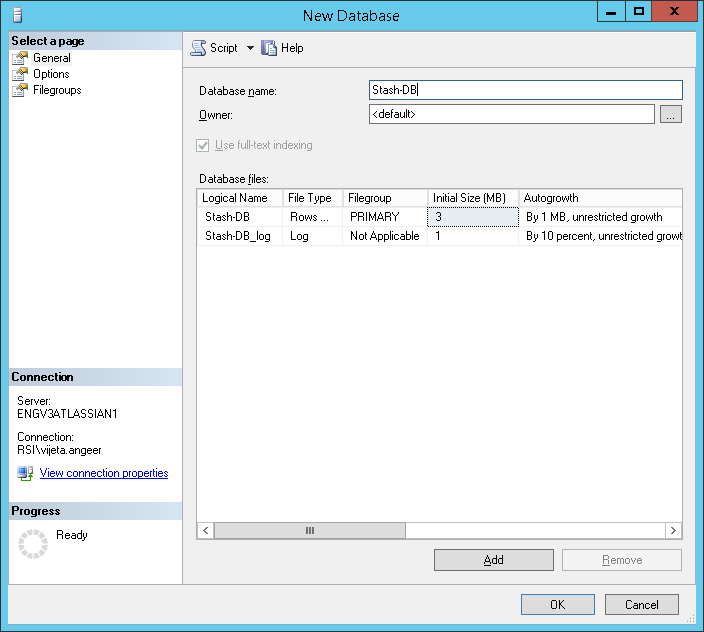 New Database
Select a page
General
Options
Filegroups
Script
Help
Database name:
Stash-DB
Owner:
<default>
...
Use full-text indexing
Database files:
Logical Name File Type Filegroup Initial Size (MB) Autogrowth
Stash-DB Rows ... PRIMARY 3 By 1 MB, unrestricted growth
Stash-DB_log Log Not Applicable 1 By 10 percent, unrestricted growt
Connection
Server:
ENGV3ATLASSIAN1
Connection:
RSI\vijeta.angeer
View connection properties
Progress
Ready
Add Remove
OK Cancel